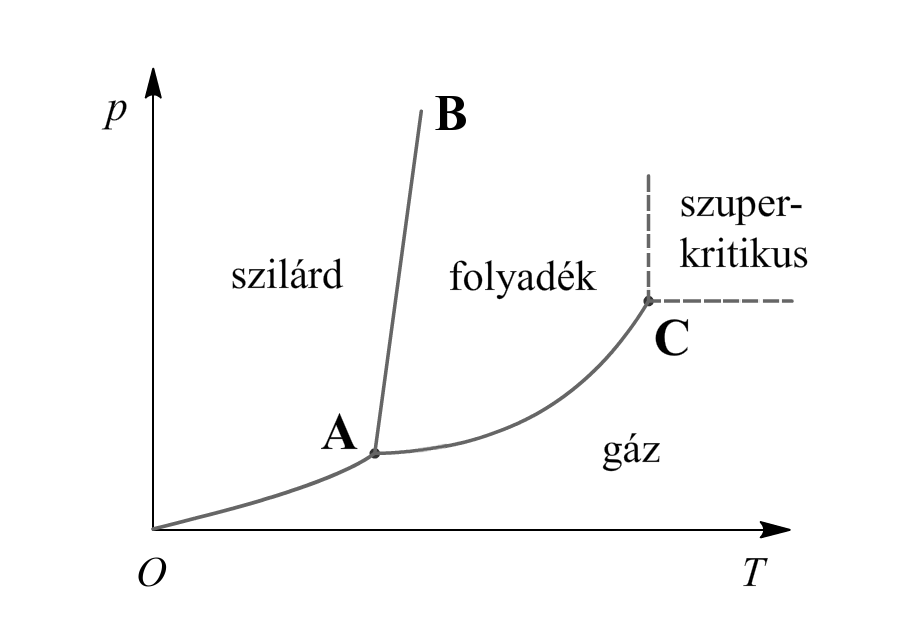 p
B
szuper-
kritikus
szilárd
folyadék
C
A
gáz
O
T